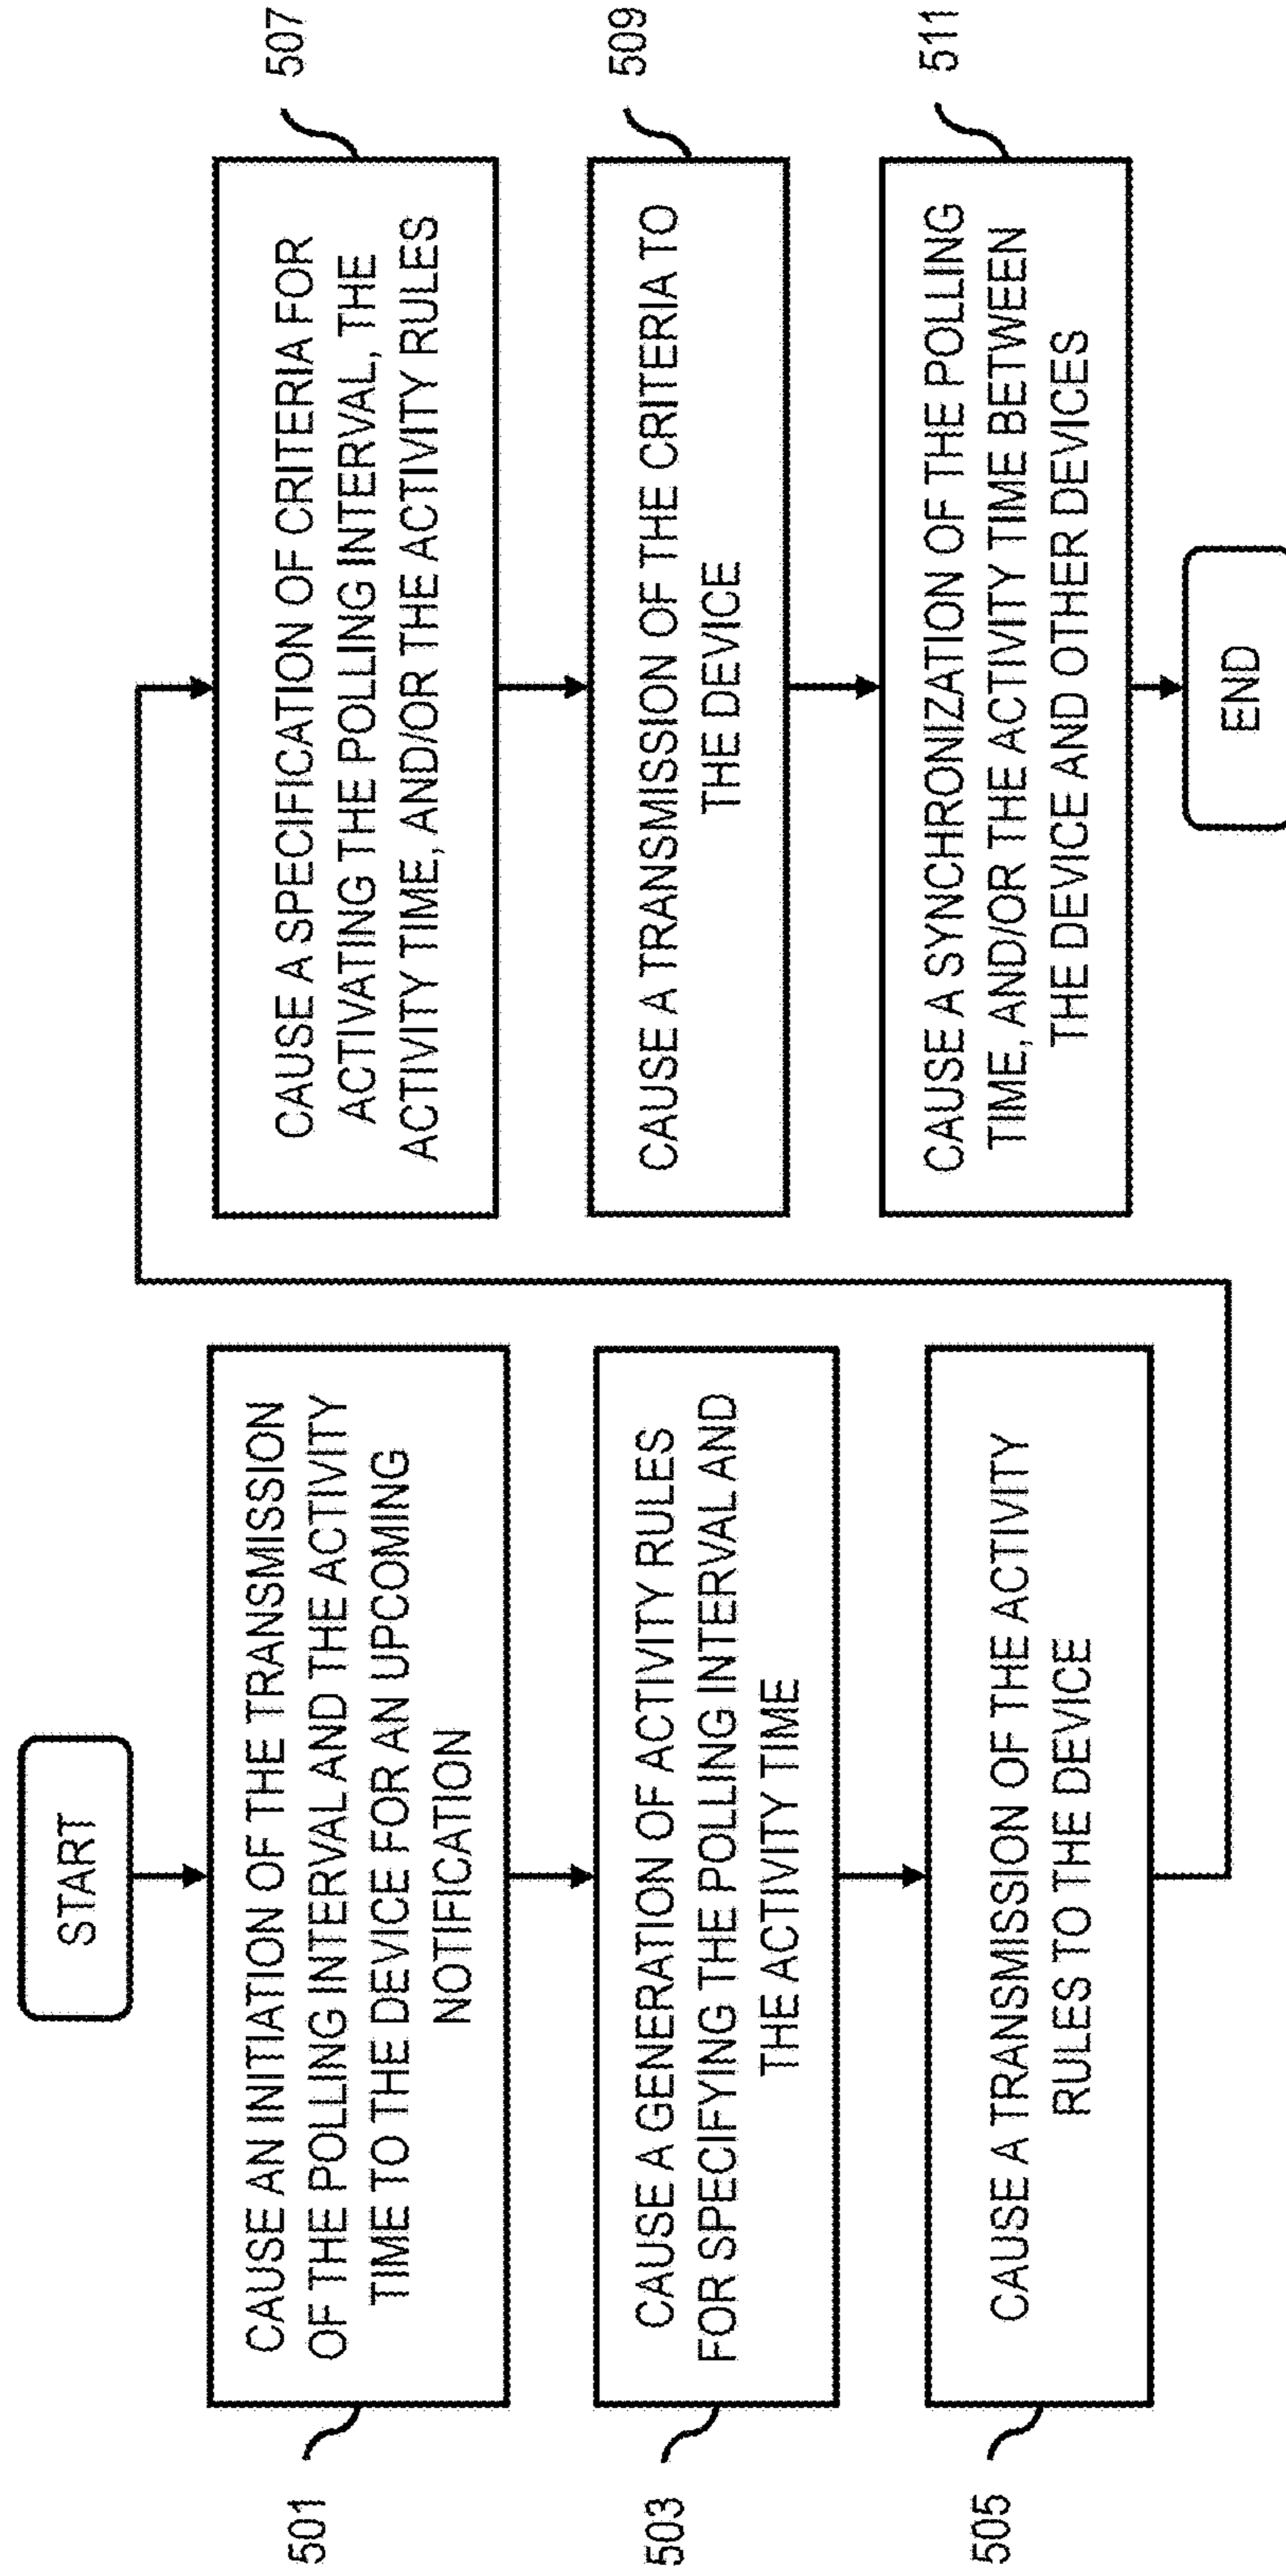 START
501
CAUSE AN INITIATION OF THE TRANSMISSION
OF THE POLLING INTERVAL AND THE ACTIVITY
TIME TO THE DEVICE FOR AN UPCOMING
NOTIFICATION
503
CAUSE A GENERATION OF ACTIVITY RULES
FOR SPECIFYING THE POLLING INTERVAL AND
THE ACTIVITY TIME
505
CAUSE A TRANSMISSION OF THE ACTIVITY
RULES TO THE DEVICE
507
CAUSE A SPECIFICATION OF CRITERIA FOR
ACTIVATING THE POLLING INTERVAL, THE
ACTIVITY TIME, AND/OR THE ACTIVITY RULES
509
CAUSE A TRANSMISSION OF THE CRITERIA TO
THE DEVICE
511
CAUSE A SYNCHRONIZATION OF THE POLLING
TIME, AND/OR THE ACTIVITY TIME BETWEEN
THE DEVICE AND OTHER DEVICES
END